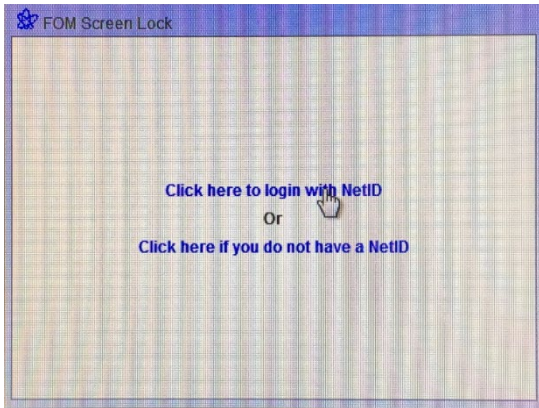 FOM Screen Lock
Click here to login with NetID
Or
Click here if you do not have a NetID